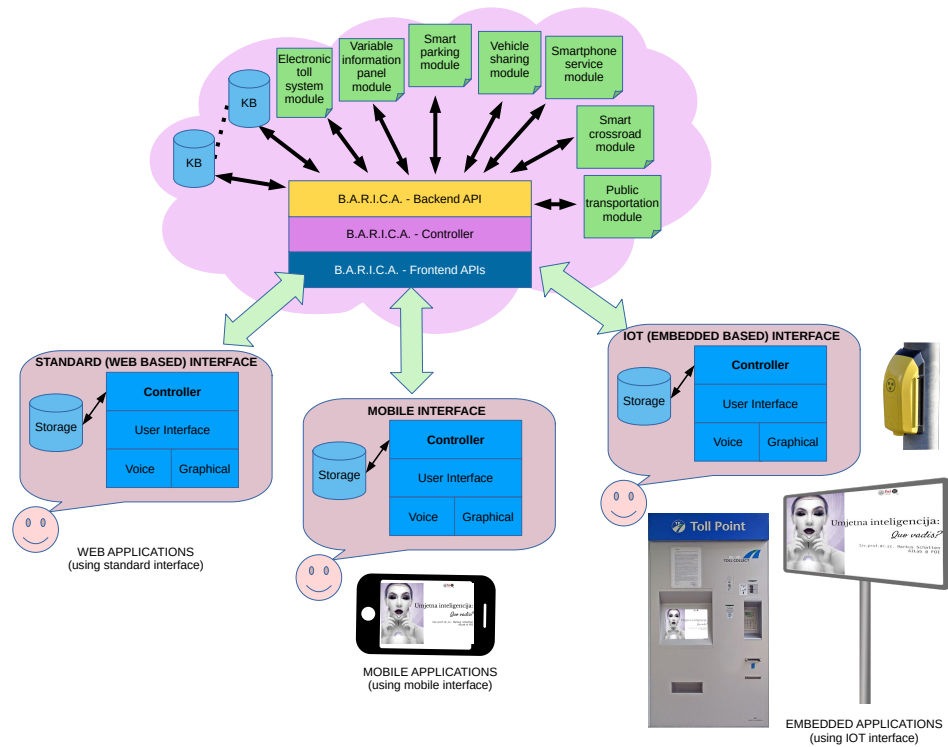 Electronic
toll
system
module
Variable
information
panel
module
Smart
parking
module
Vehicle
sharing
module
Smartphone
service
module
KB
KB
Smart
crossroad
module
Public
transportation
module
B.A.R.I.C.A. - Backend API
B.A.R.I.C.A. - Controller
B.A.R.I.C.A. - Frontend APIs
STANDARD (WEB BASED) INTERFACE
Controller
Storage
User Interface
Voice
Graphical
WEB APPLICATIONS
(using standard interface)
MOBILE INTERFACE
Controller
Storage
User Interface
Voice
Graphical
Umjetna inteligencija:
Quo vadis?
MOBILE APPLICATIONS
(using mobile interface)
IOT (EMBEDDED BASED) INTERFACE
Controller
Storage
User Interface
Voice
Graphical
Toll Point
TOLL COLLECT
Umjetna inteligencija:
Quo vadis?
EMBEDDED APPLICATIONS
(using IOT interface)